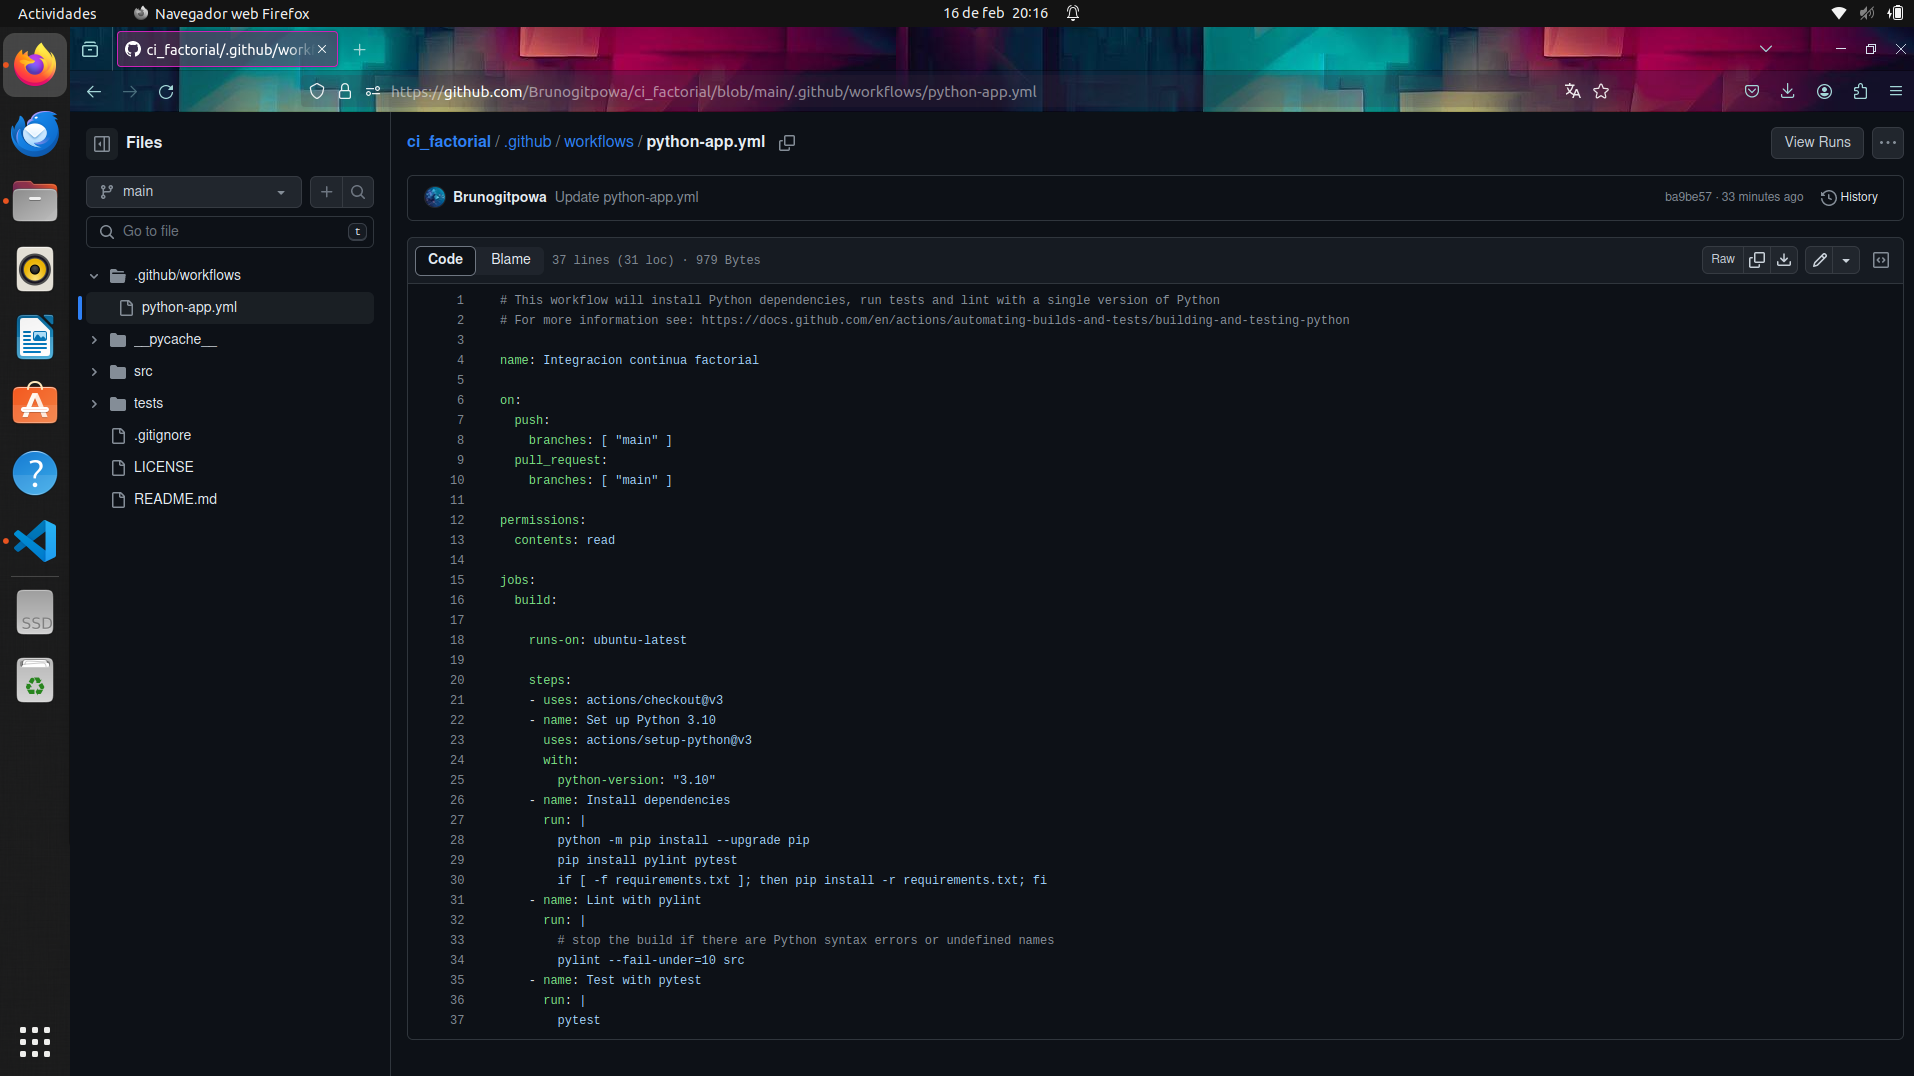 Actividades
Navegador web Firefox
16 de feb 20:16
ci_factorial/.github/work
https://github.com/Brunogitpowa/ci_factorial/blob/main/.github/workflows/python-app.yml
Files
main
Go to file
t
.github/workflows
python-app.yml
__pycache__
src
tests
.gitignore
LICENSE
README.md
SSD
ci_factorial / .github / workflows / python-app.yml
View Runs
Brunogitpowa Update python-app.yml
ba9be57 · 33 minutes ago
History
Code
Blame
37 lines (31 loc) · 979 Bytes
Raw
1 # This workflow will install Python dependencies, run tests and lint with a single version of Python
2 # For more information see: https://docs.github.com/en/actions/automating-builds-and-tests/building-and-testing-python
3
4 name: Integracion continua factorial
5
6 on:
7   push:
8     branches: [ "main" ]
9   pull_request:
10     branches: [ "main" ]
11
12 permissions:
13   contents: read
14
15 jobs:
16   build:
17
18     runs-on: ubuntu-latest
19
20     steps:
21     - uses: actions/checkout@v3
22     - name: Set up Python 3.10
23       uses: actions/setup-python@v3
24       with:
25         python-version: "3.10"
26     - name: Install dependencies
27       run: |
28         python -m pip install --upgrade pip
29         pip install pylint pytest
30         if [ -f requirements.txt ]; then pip install -r requirements.txt; fi
31     - name: Lint with pylint
32       run: |
33         # stop the build if there are Python syntax errors or undefined names
34         pylint --fail-under=10 src
35     - name: Test with pytest
36       run: |
37         pytest